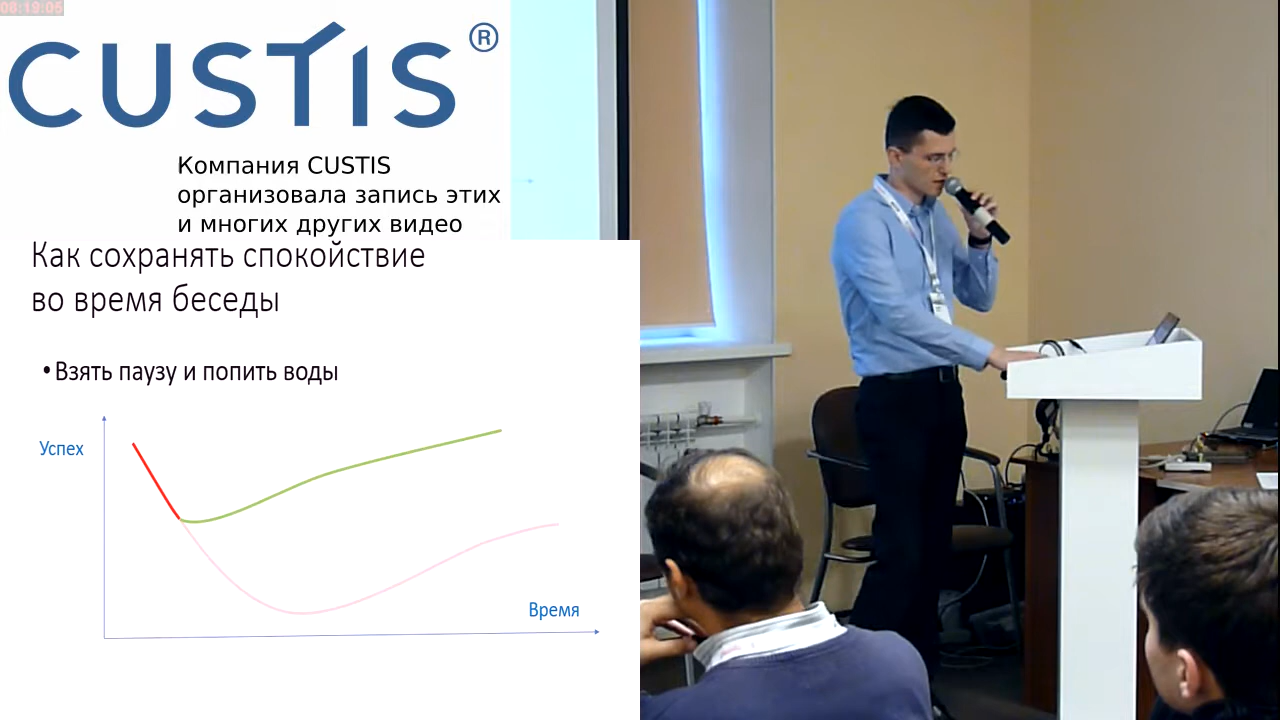 06:19:05
CUSTIS®
Компания CUSTIS
организовала запись этих
и многих других видео
Как сохранять спокойствие
во время беседы
•Взять паузу и попить воды
Успех
Время